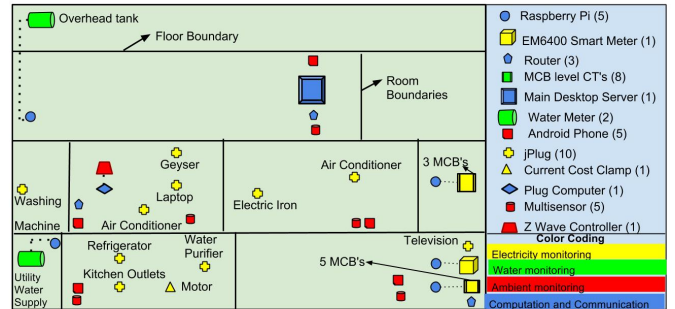 Overhead tank
Floor Boundary
Room
Boundaries
Geyser
Laptop
Washing
Machine
Air Conditioner
Electric Iron
Air Conditioner
3 MCB's
Refrigerator
Water
Purifier
Kitchen Outlets
Motor
Utility
Water
Supply
Television
5 MCB's
Raspberry Pi (5)
EM6400 Smart Meter (1)
Router (3)
MCB level CT's (8)
Main Desktop Server (1)
Water Meter (2)
Android Phone (5)
jPlug (10)
Current Cost Clamp (1)
Plug Computer (1)
Multisensor (5)
Z Wave Controller (1)
Color Coding
Electricity monitoring
Water monitoring
Ambient monitoring
Computation and Communication